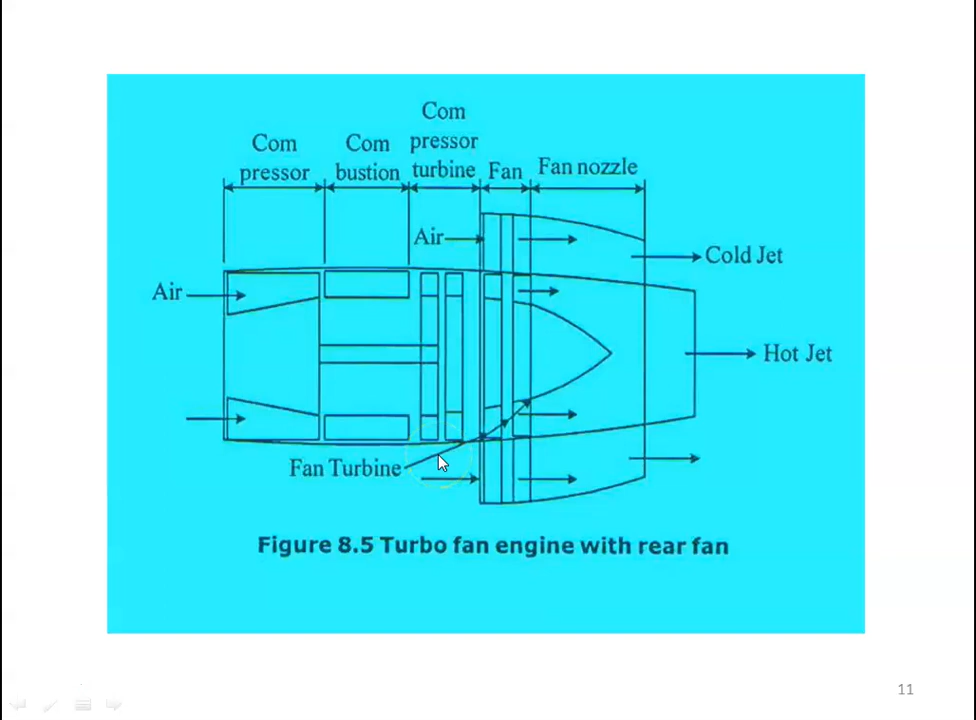 Com
Com Com pressor
pressor bustion turbine Fan Fan nozzle
Air
Cold Jet
Air
Hot Jet
Fan Turbine
Figure 8.5 Turbo fan engine with rear fan
11